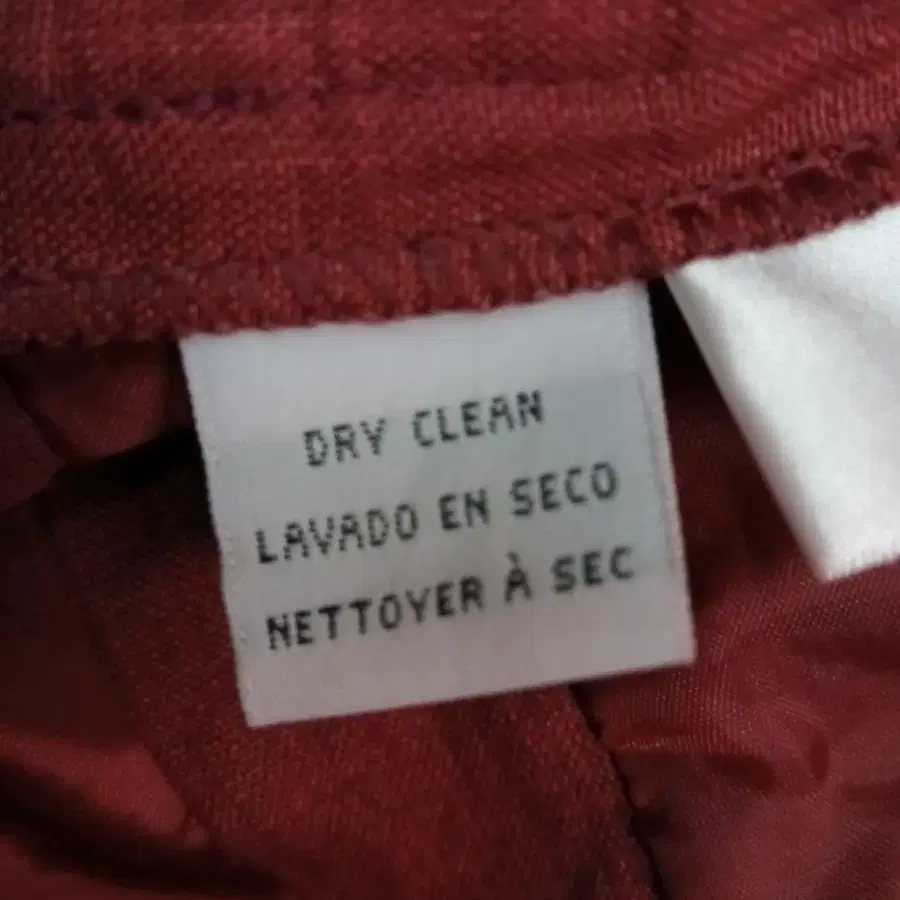 DRY CLEAN
LAVADO EN SECO
NETTOYER À SEC